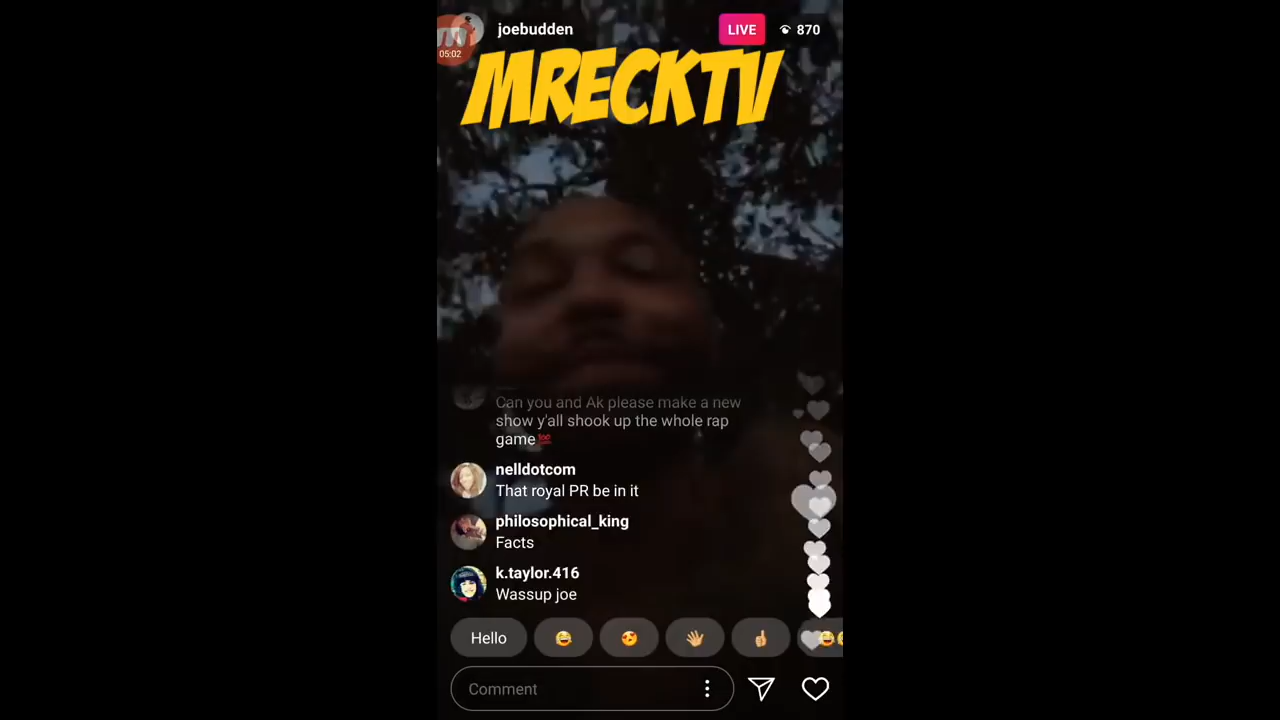 joebudden
LIVE
870
05:02
MRECKTV
Can you and Ak please make a new
show y'all shook up the whole rap
game💯
nelldotcom
That royal PR be in it
philosophical_king
Facts
k.taylor.416
Wassup joe
Hello
Comment